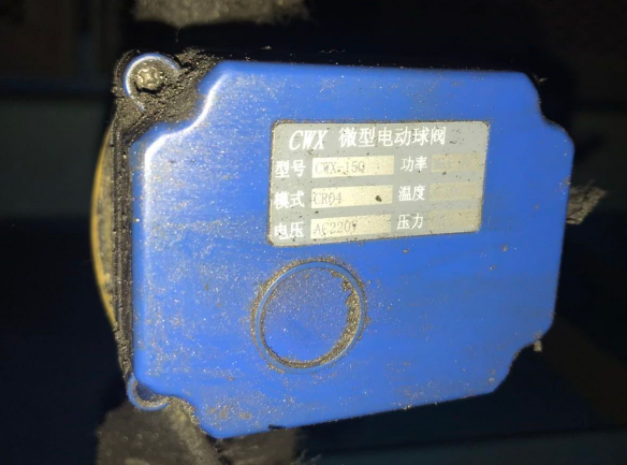 CWX 微型电动球阀
型号 CWX-15Q 功率
模式 CR04 温度
电压 AC220V 压力